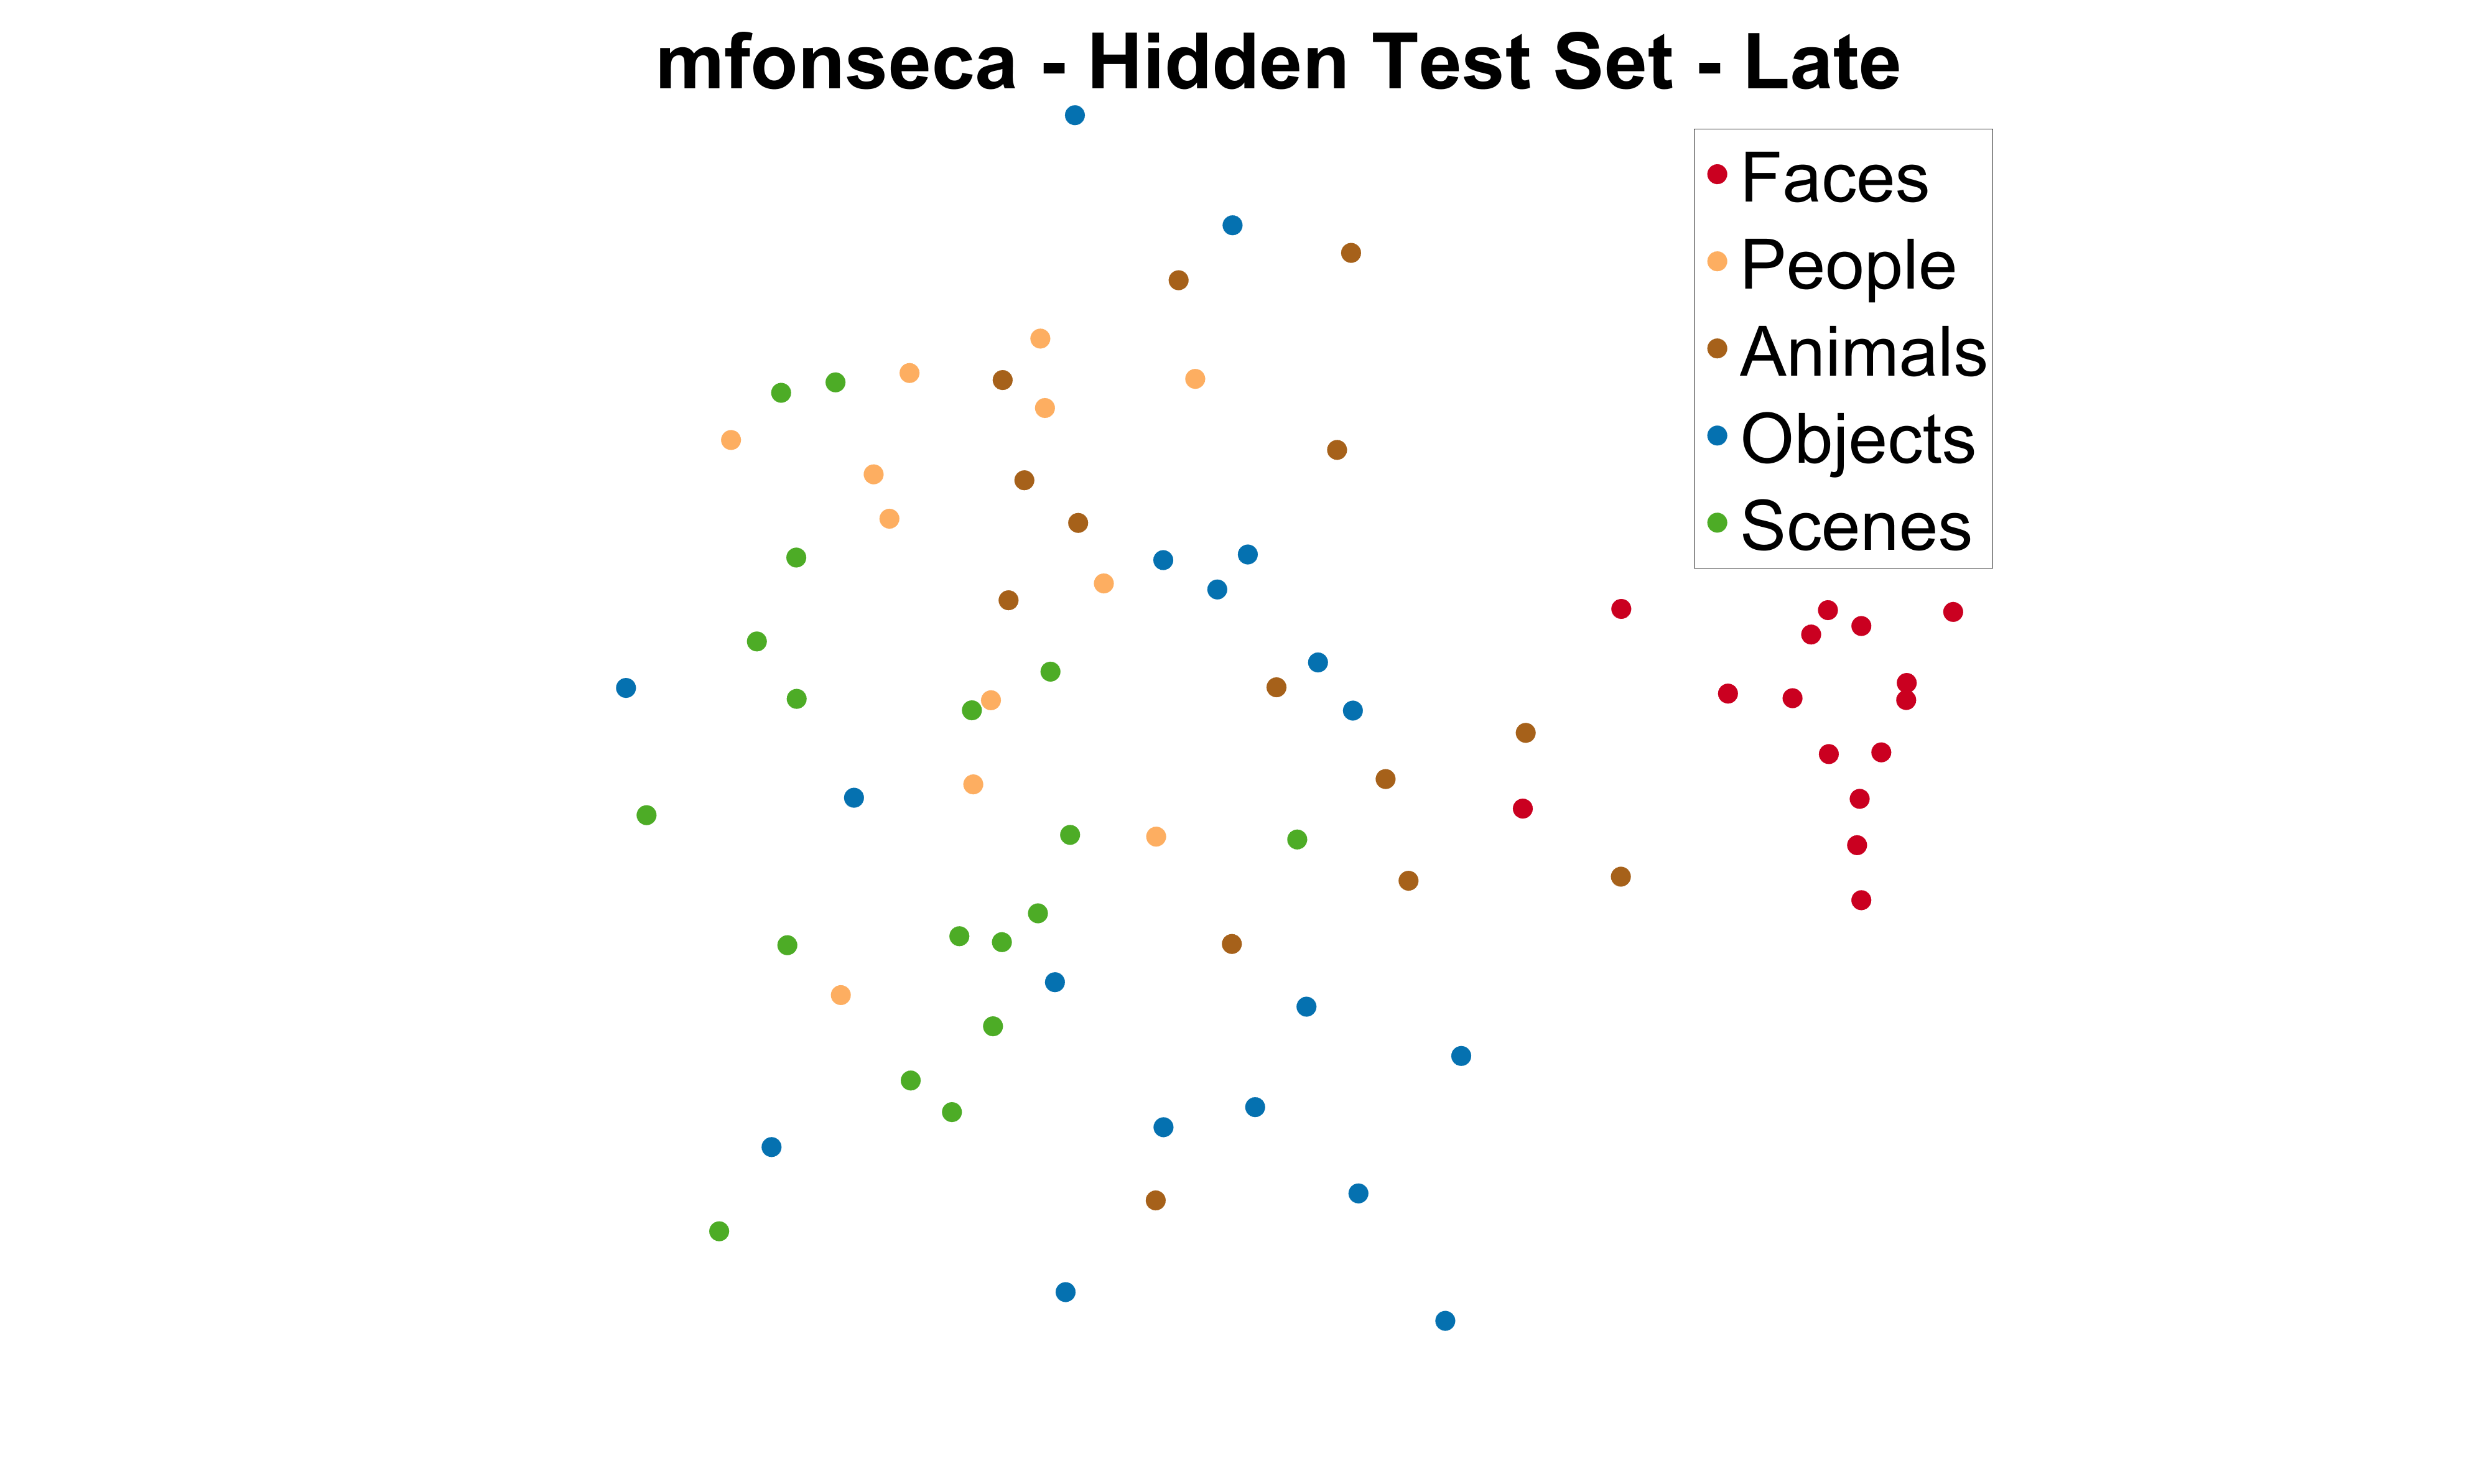 mfonseca - Hidden Test Set - Late
Faces
People
Animals
Objects
Scenes